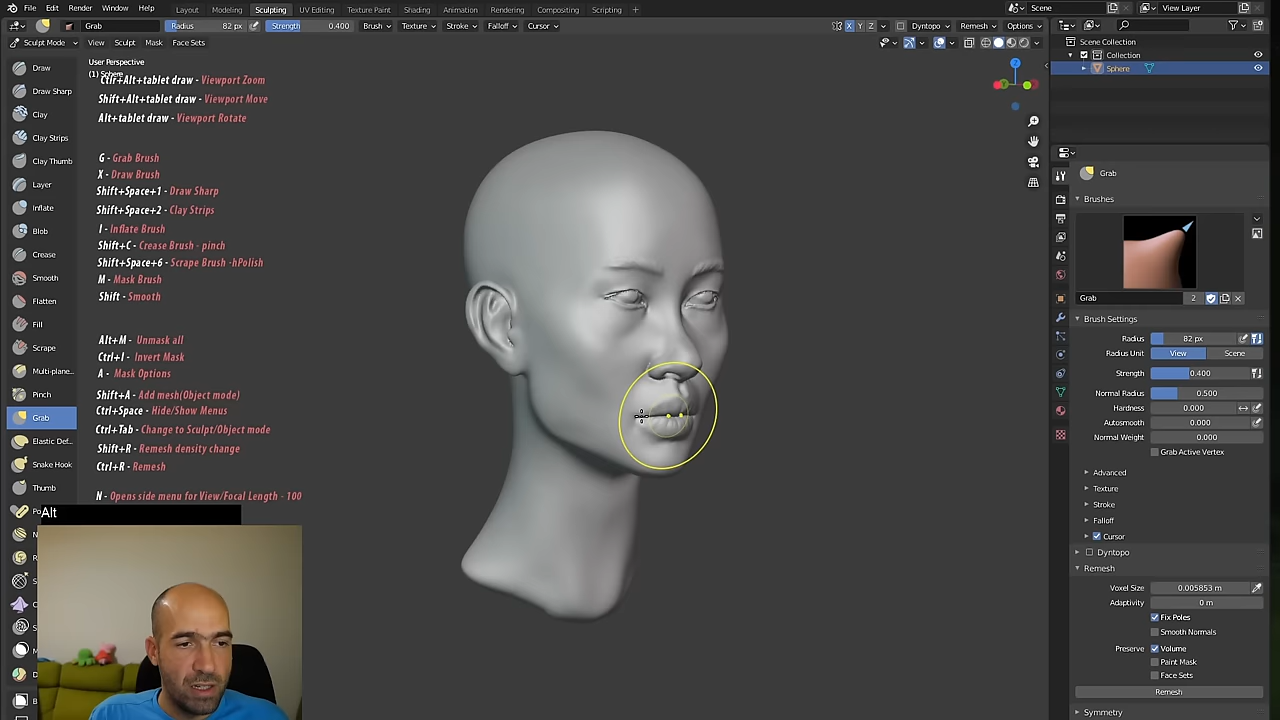 File Edit Render Window Help
Layout Modeling Sculpting UV Editing Texture Paint Shading Animation Rendering Compositing Scripting +
Scene
View Layer
Grab
Radius 82 px
Strength 0.400
Brush Texture Stroke Falloff Cursor
X Y Z
Dyntopo Remesh Options
Sculpt Mode View Sculpt Mask Face Sets
User Perspective
(1) Sphere
Ctrl+Alt+tablet draw - Viewport Zoom
Shift+Alt+tablet draw - Viewport Move
Alt+tablet draw - Viewport Rotate
G - Grab Brush
X - Draw Brush
Shift+Space+1 - Draw Sharp
Shift+Space+2 - Clay Strips
I - Inflate Brush
Shift+C - Crease Brush - pinch
Shift+Space+6 - Scrape Brush -hPolish
M - Mask Brush
Shift - Smooth
Alt+M - Unmask all
Ctrl+I - Invert Mask
A - Mask Options
Shift+A - Add mesh(Object mode)
Ctrl+Space - Hide/Show Menus
Ctrl+Tab - Change to Sculpt/Object mode
Shift+R - Remesh density change
Ctrl+R - Remesh
N - Opens side menu for View/Focal Length - 100
Draw
Draw Sharp
Clay
Clay Strips
Clay Thumb
Layer
Inflate
Blob
Crease
Smooth
Flatten
Fill
Scrape
Multi-plane...
Pinch
Grab
Elastic Def...
Snake Hook
Thumb
Alt
Z
Scene Collection
Collection
Sphere
Grab
Brushes
Grab 2
Brush Settings
Radius 82 px
Radius Unit View Scene
Strength 0.400
Normal Radius 0.500
Hardness 0.000
Autosmooth 0.000
Normal Weight 0.000
Grab Active Vertex
Advanced
Texture
Stroke
Falloff
Cursor
Dyntopo
Remesh
Voxel Size 0.005853 m
Adaptivity 0 m
Fix Poles
Smooth Normals
Preserve Volume
Paint Mask
Face Sets
Remesh
Symmetry